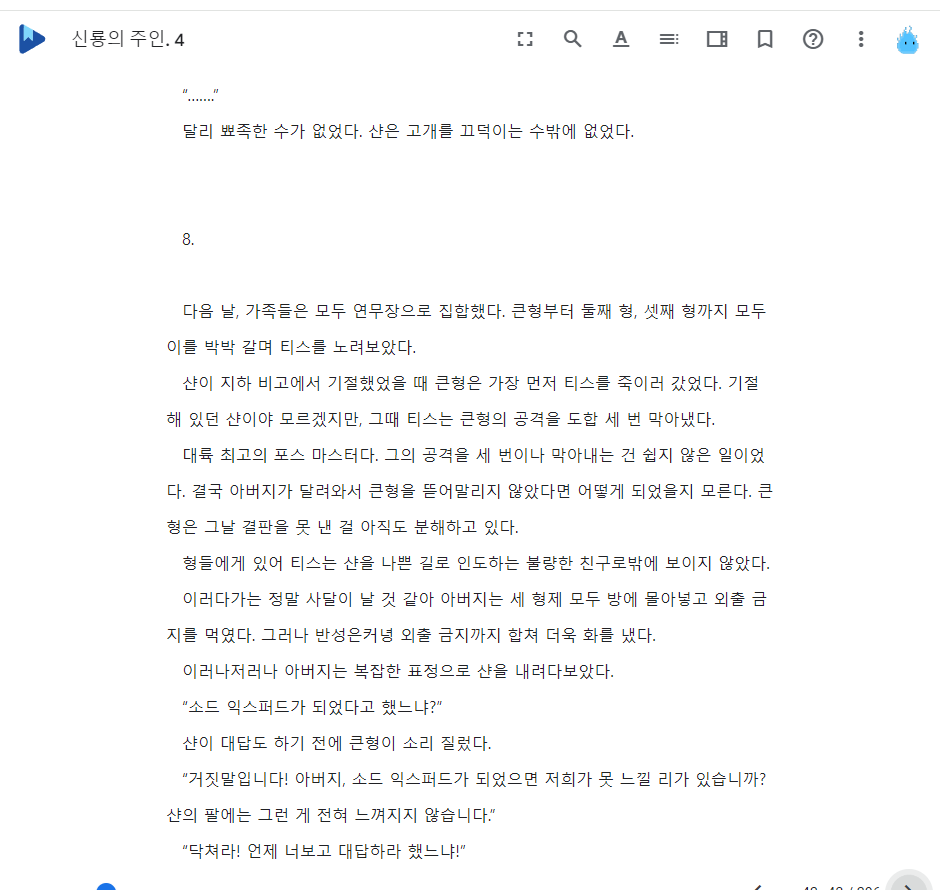 신룡의 주인. 4
“…….”
달리 뾰족한 수가 없었다. 샨은 고개를 끄덕이는 수밖에 없었다.
8.
다음 날, 가족들은 모두 연무장으로 집합했다. 큰형부터 둘째 형, 셋째 형까지 모두
이를 박박 갈며 티스를 노려보았다.
샨이 지하 비고에서 기절했었을 때 큰형은 가장 먼저 티스를 죽이러 갔었다. 기절
해 있던 샨이야 모르겠지만, 그때 티스는 큰형의 공격을 도합 세 번 막아냈다.
대륙 최고의 포스 마스터다. 그의 공격을 세 번이나 막아내는 건 쉽지 않은 일이었
다. 결국 아버지가 달려와서 큰형을 뜯어말리지 않았다면 어떻게 되었을지 모른다. 큰
형은 그날 결판을 못 낸 걸 아직도 분해하고 있다.
형들에게 있어 티스는 샨을 나쁜 길로 인도하는 불량한 친구로밖에 보이지 않았다.
이러다가는 정말 사달이 날 것 같아 아버지는 세 형제 모두 방에 몰아넣고 외출 금
지를 먹였다. 그러나 반성은커녕 외출 금지까지 합쳐 더욱 화를 냈다.
이러나저러나 아버지는 복잡한 표정으로 샨을 내려다보았다.
“소드 익스퍼드가 되었다고 했느냐?”
샨이 대답도 하기 전에 큰형이 소리 질렀다.
“거짓말입니다! 아버지, 소드 익스퍼드가 되었으면 저희가 못 느낄 리가 있습니까?
샨의 팔에는 그런 게 전혀 느껴지지 않습니다.”
“닥쳐라! 언제 너보고 대답하라 했느냐!”